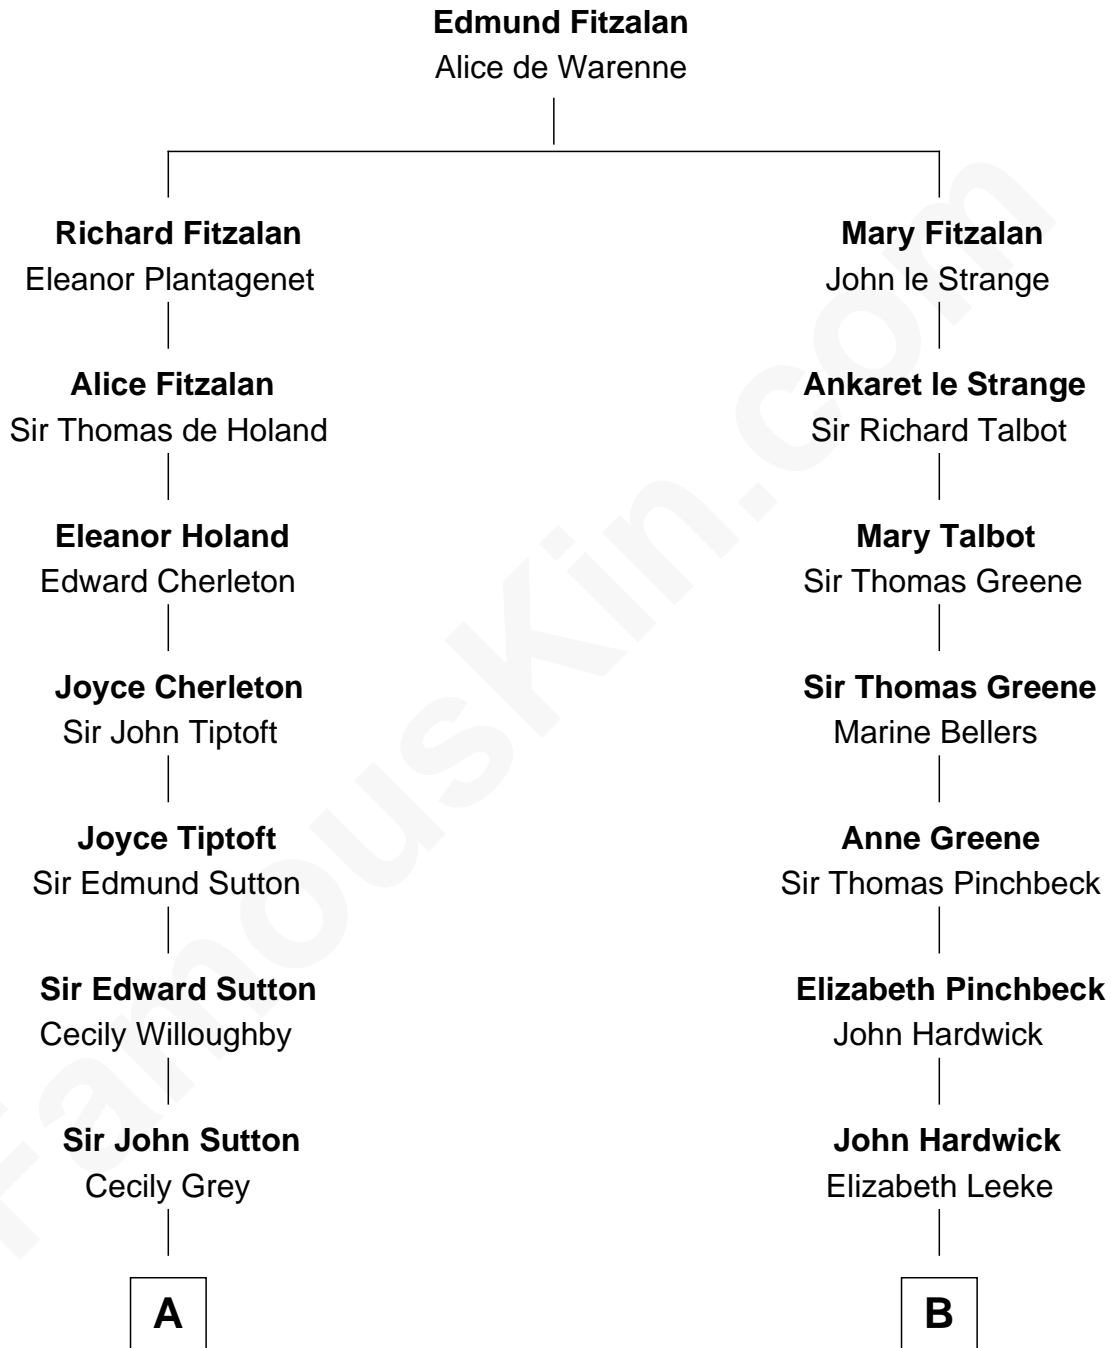 Edmund Fitzalan
Alice de Warenne
Richard Fitzalan
Eleanor Plantagenet
Mary Fitzalan
John le Strange
Alice Fitzalan
Sir Thomas de Holand
Ankaret le Strange
Sir Richard Talbot
Eleanor Holand
Edward Cherleton
Mary Talbot
Sir Thomas Greene
Joyce Cherleton
Sir John Tiptoft
Sir Thomas Greene
Marine Bellers
Joyce Tiptoft
Sir Edmund Sutton
Anne Greene
Sir Thomas Pinchbeck
Sir Edward Sutton
Cecily Willoughby
Elizabeth Pinchbeck
John Hardwick
Sir John Sutton
Cecily Grey
John Hardwick
Elizabeth Leeke
A
B
FamousKin.com